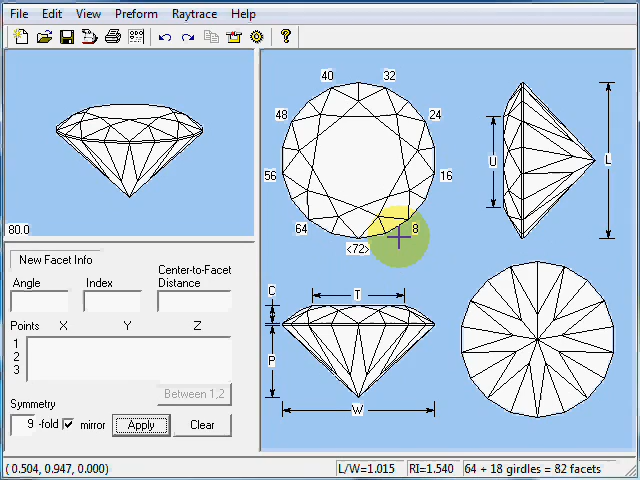 File Edit View Preform Raytrace Help
80.0
40 32
48 24
56 16
64 8
<72>
U L
New Facet Info
Angle Index Center-to-Facet Distance
Points X Y Z
1
2
3
Between 1,2
Symmetry
9 -fold mirror Apply Clear
C T
P
W
( 0.504, 0.947, 0.000) L/W=1.015 RI=1.540 64 + 18 girdles = 82 facets